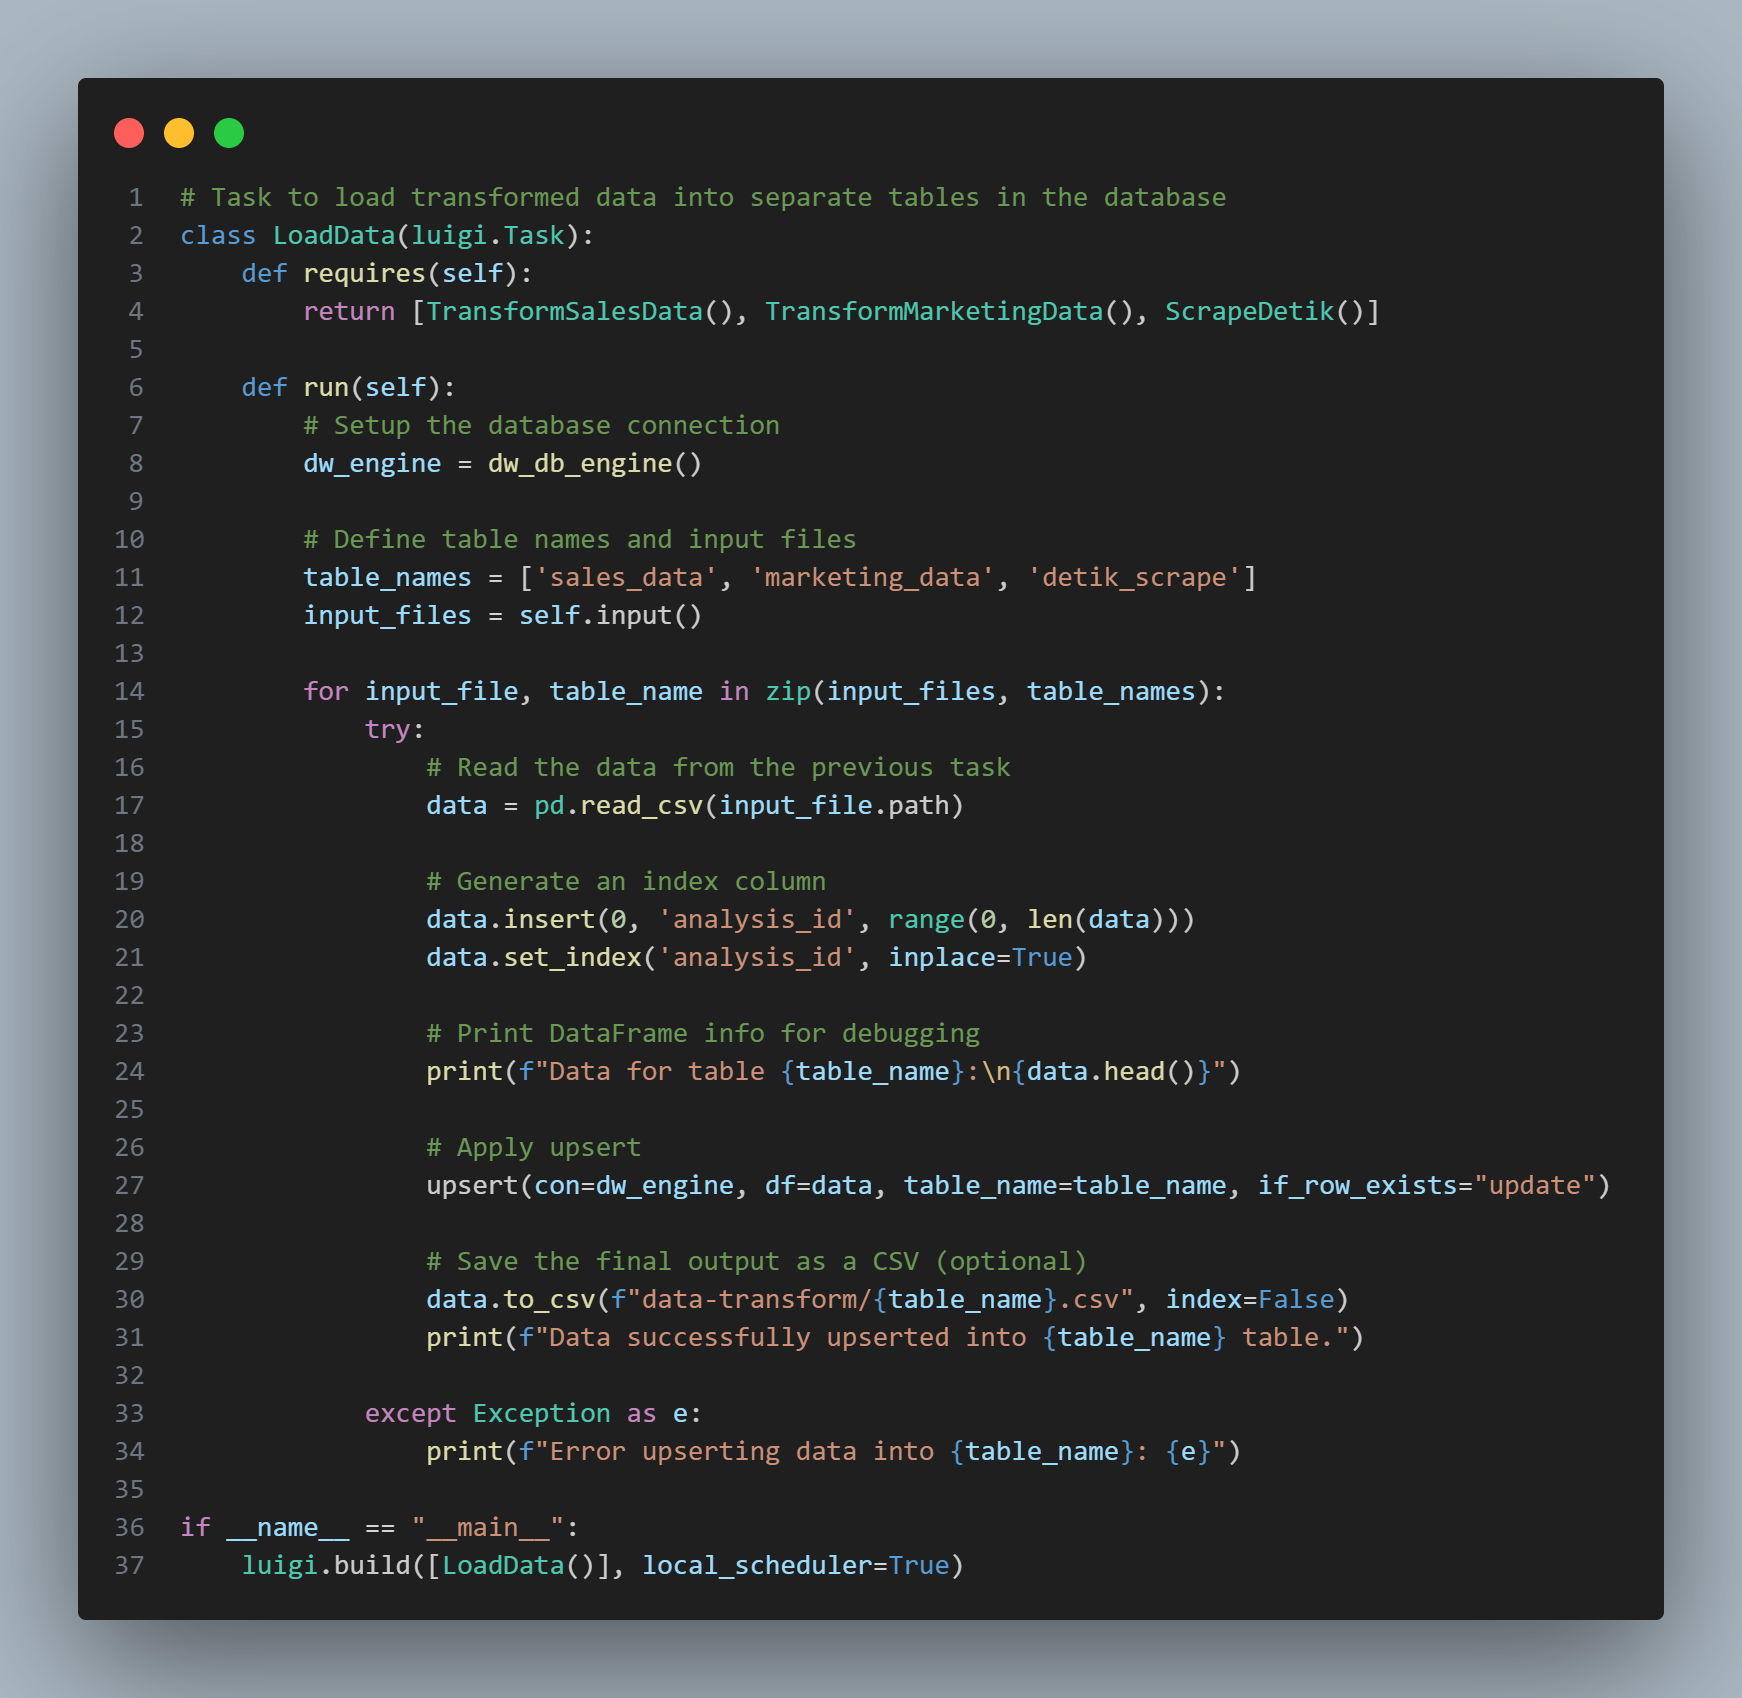 1 # Task to load transformed data into separate tables in the database
2 class LoadData(luigi.Task):
3     def requires(self):
4         return [TransformSalesData(), TransformMarketingData(), ScrapeDetik()]
5
6     def run(self):
7         # Setup the database connection
8         dw_engine = dw_db_engine()
9
10         # Define table names and input files
11         table_names = ['sales_data', 'marketing_data', 'detik_scrape']
12         input_files = self.input()
13
14         for input_file, table_name in zip(input_files, table_names):
15             try:
16                 # Read the data from the previous task
17                 data = pd.read_csv(input_file.path)
18
19                 # Generate an index column
20                 data.insert(0, 'analysis_id', range(0, len(data)))
21                 data.set_index('analysis_id', inplace=True)
22
23                 # Print DataFrame info for debugging
24                 print(f"Data for table {table_name}:\n{data.head()}")
25
26                 # Apply upsert
27                 upsert(con=dw_engine, df=data, table_name=table_name, if_row_exists="update")
28
29                 # Save the final output as a CSV (optional)
30                 data.to_csv(f"data-transform/{table_name}.csv", index=False)
31                 print(f"Data successfully upserted into {table_name} table.")
32
33             except Exception as e:
34                 print(f"Error upserting data into {table_name}: {e}")
35
36 if __name__ == "__main__":
37     luigi.build([LoadData()], local_scheduler=True)